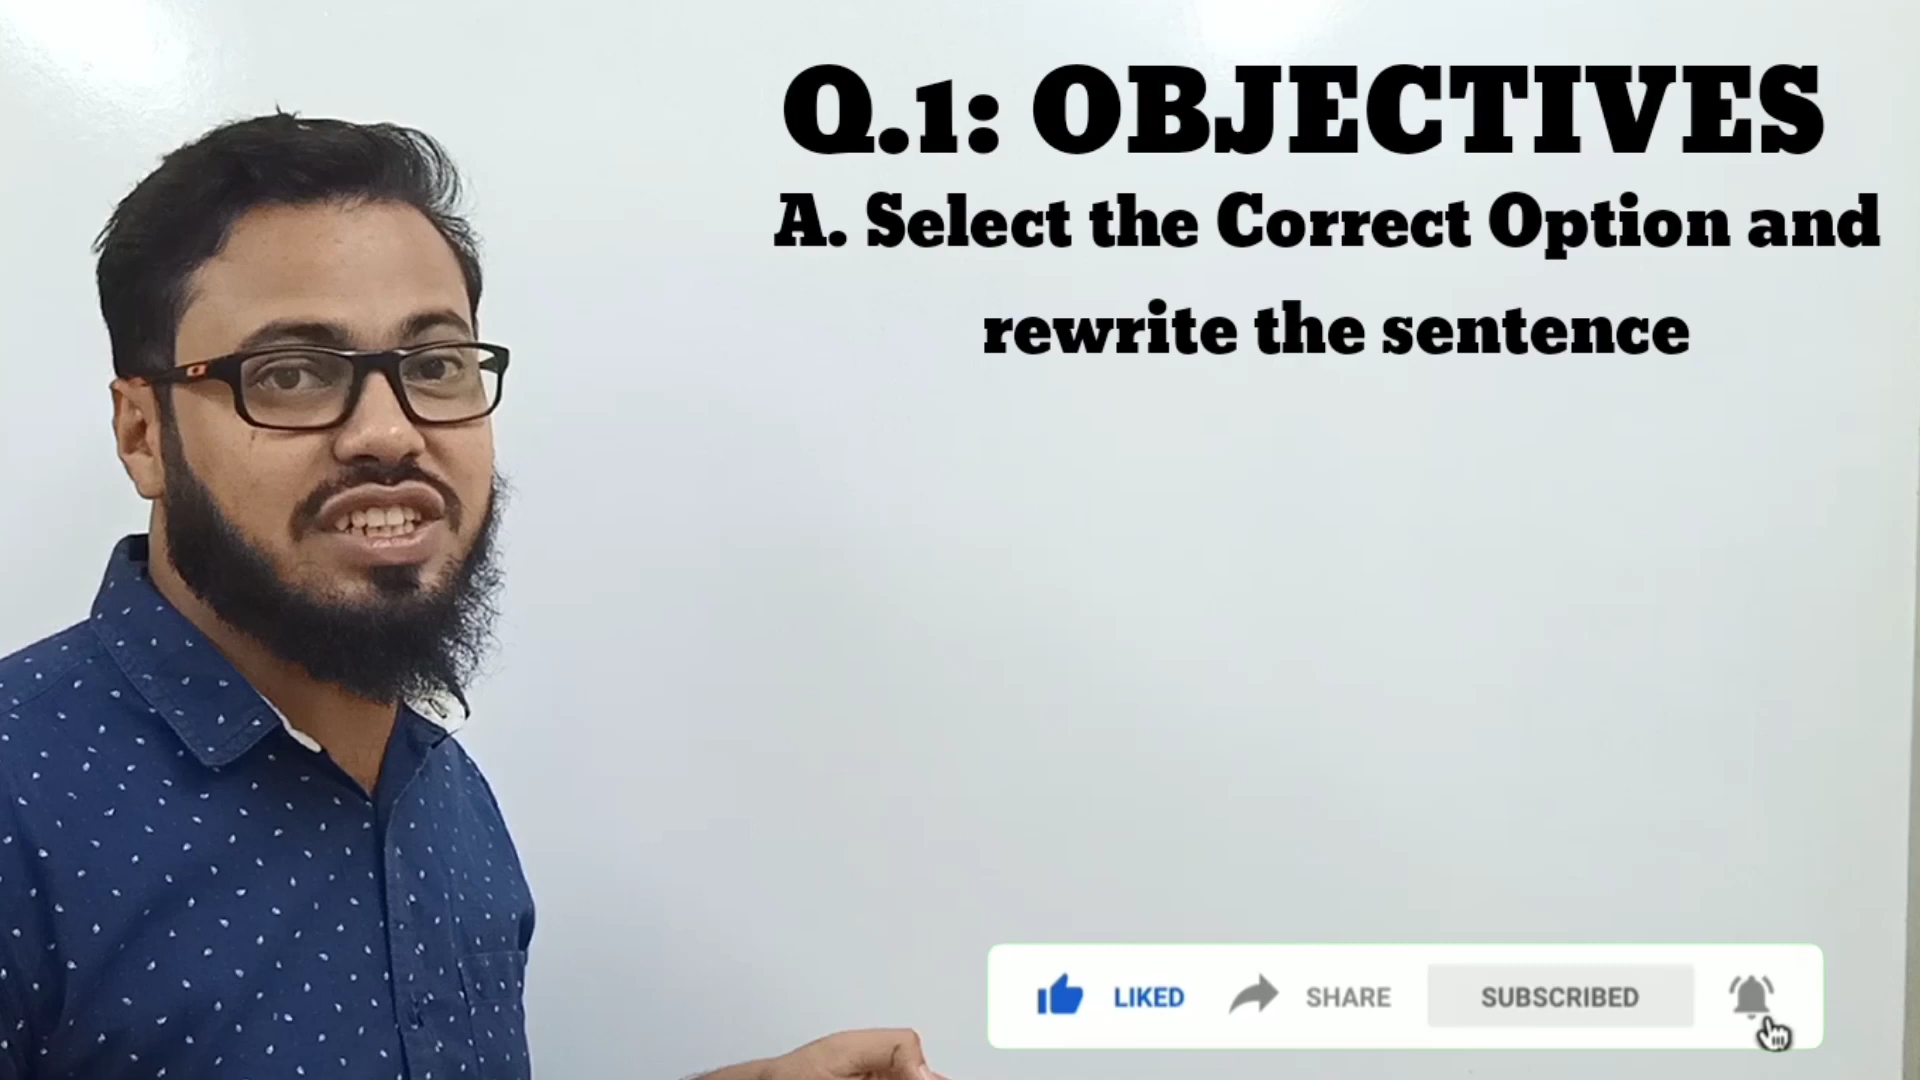 Q.1: OBJECTIVES
A. Select the Correct Option and
rewrite the sentence
LIKED SHARE SUBSCRIBED